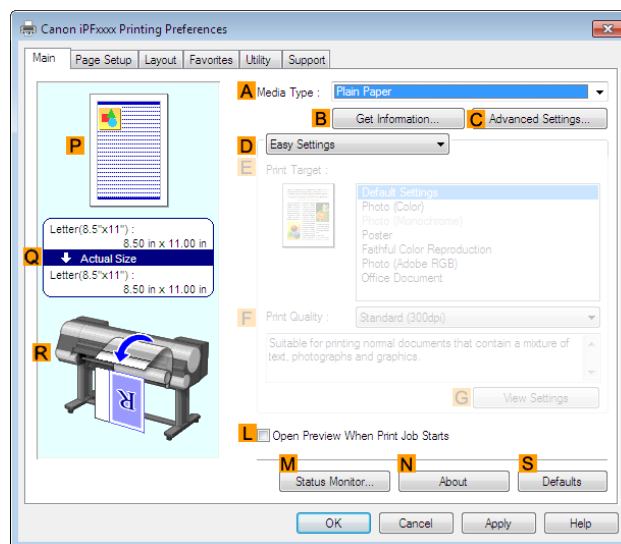 Canon iPFxxxx Printing Preferences
Main Page Setup Layout Favorites Utility Support
A Media Type : Plain Paper
B Get Information... C Advanced Settings...
D Easy Settings
E Print Target :
Default Settings
Photo (Color)
Photo (Monochrome)
Poster
Faithful Color Reproduction
Photo (Adobe RGB)
Office Document
F Print Quality : Standard (300dpi)
Suitable for printing normal documents that contain a mixture of
text, photographs and graphics.
G View Settings
P
Letter(8.5"x11") :
8.50 in x 11.00 in
Q Actual Size
Letter(8.5"x11") :
8.50 in x 11.00 in
R
R
L Open Preview When Print Job Starts
M Status Monitor... N About S Defaults
OK Cancel Apply Help